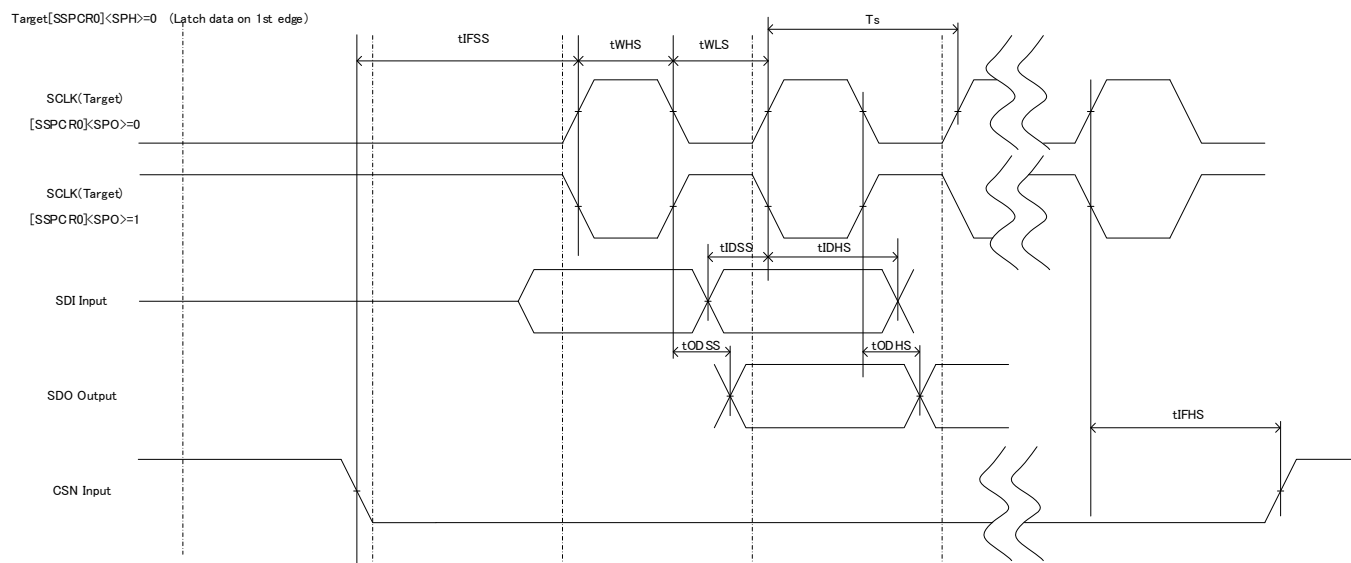 Target[SSPCR0]<SPH>=0 (Latch data on 1st edge)
Ts
tIFSS
tWHS
tWLS
SCLK(Target)
[SSPCR0]<SPO>=0
SCLK(Target)
[SSPCR0]<SPO>=1
tIDSS
tIDHS
SDI Input
tODSS
tODHS
SDO Output
tIFHS
CSN Input